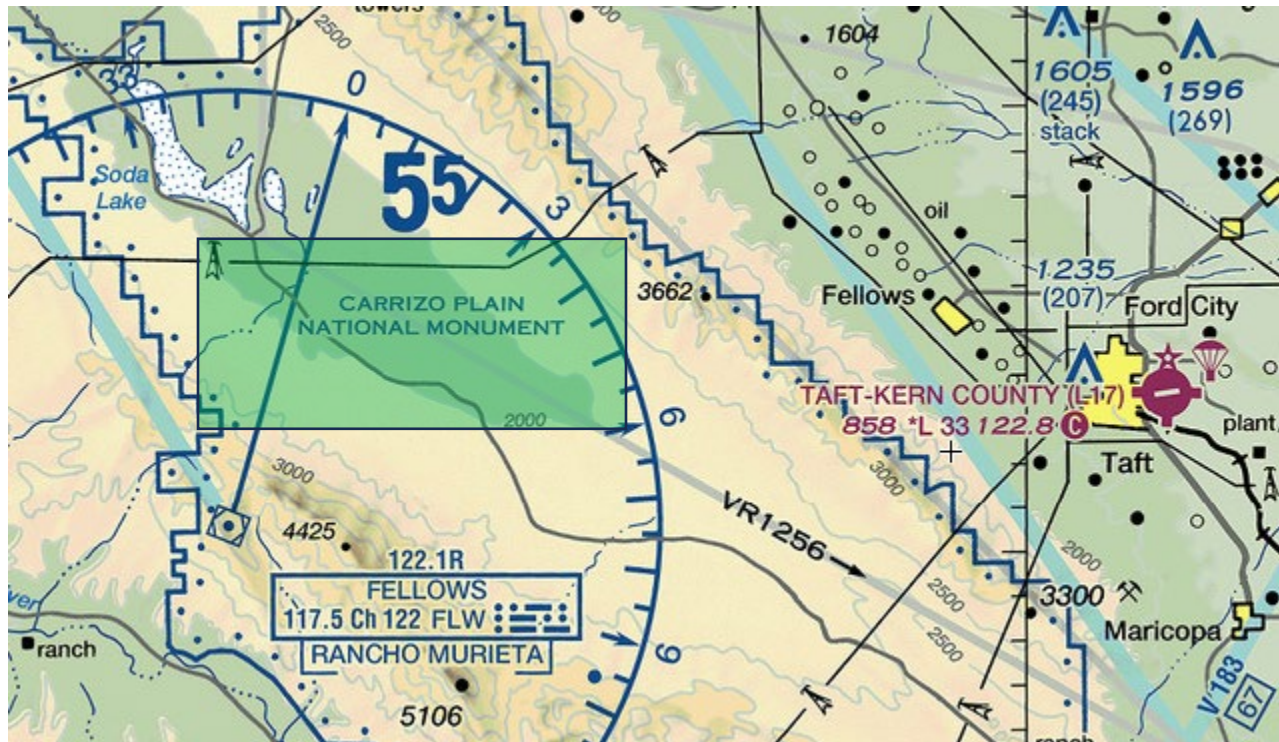 towers
2500
1604
33
0
55
3
1605
(245)
stack
1596
(269)
Soda
Lake
oil
1235
(207)
3662
Fellows
Ford City
CARRIZO PLAIN
NATIONAL MONUMENT
2000
6
TAFT-KERN COUNTY (L17)
858 *L 33 122.8 C
plant
Taft
3000
3000
4425
VR1256
2000
122.1R
FELLOWS
117.5 Ch 122 FLW
RANCHO MURIETA
2500
2500
3300
Maricopa
ranch
9
5106
V 183
67